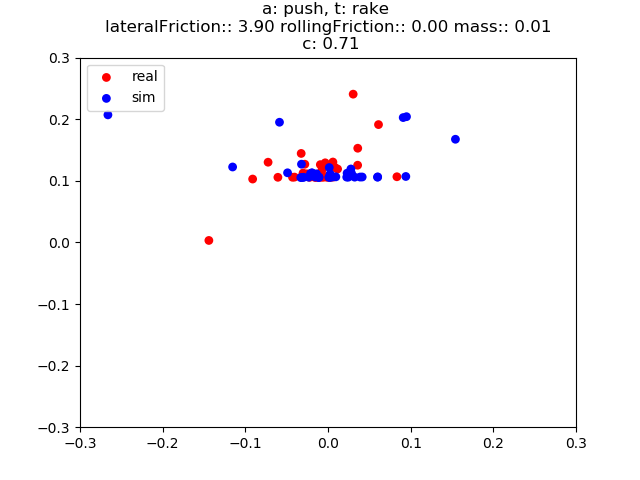 a: push, t: rake
lateralFriction:: 3.90 rollingFriction:: 0.00 mass:: 0.01
c: 0.71
real
sim
0.3
0.2
0.1
0.0
−0.1
−0.2
−0.3
−0.3 −0.2 −0.1 0.0 0.1 0.2 0.3